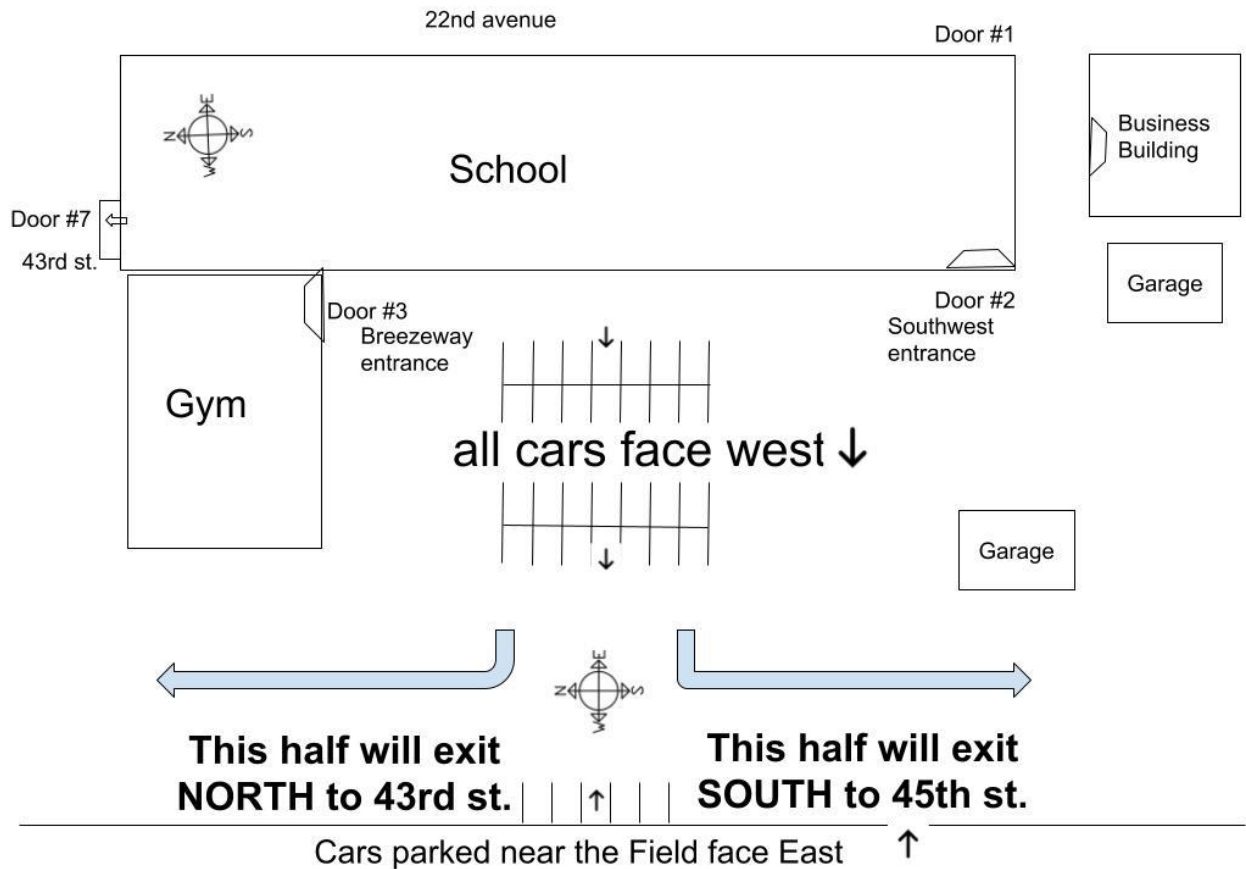 22nd avenue
Door #1
N
E
S
W
School
Business
Building
Door #7
43rd st.
Garage
Door #3
Breezeway
entrance
Door #2
Southwest
entrance
Gym
all cars face west
Garage
N
E
S
W
This half will exit
NORTH to 43rd st.
This half will exit
SOUTH to 45th st.
Cars parked near the Field face East